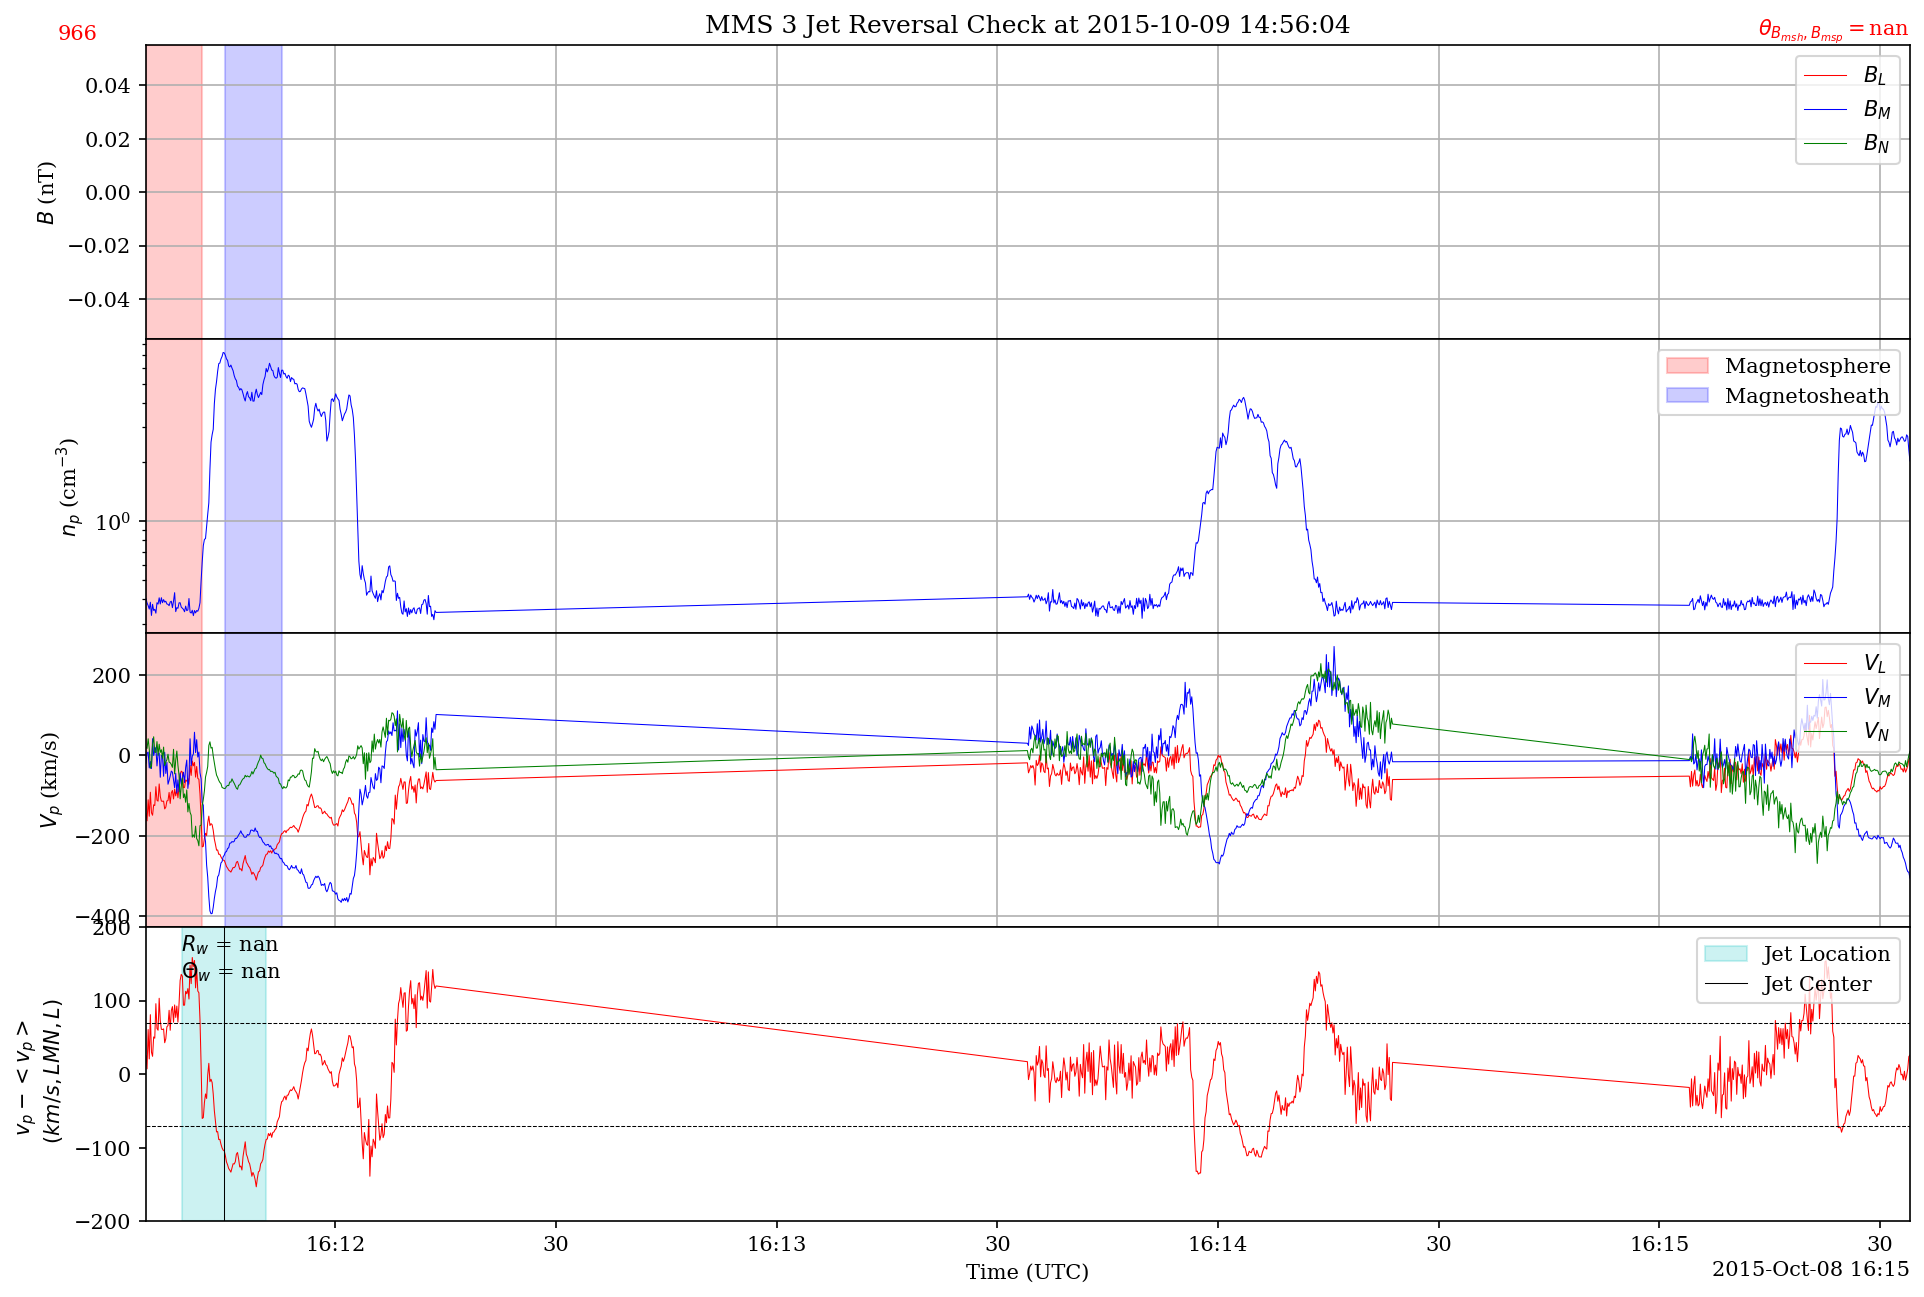 MMS 3 Jet Reversal Check at 2015-10-09 14:56:04
966
θ_{B_{msh}, B_{msp}} = nan
B (nT)
0.04
0.02
0.00
−0.02
−0.04
B_L
B_M
B_N
n_p (cm^{−3})
10^0
Magnetosphere
Magnetosheath
V_p (km/s)
200
0
−200
−400
V_L
V_M
V_N
v_p − < v_p >
(km/s, LMN, L)
200
100
0
−100
−200
R_w = nan
Θ_w = nan
Jet Location
Jet Center
16:12
30
16:13
30
16:14
30
16:15
30
Time (UTC)
2015-Oct-08 16:15